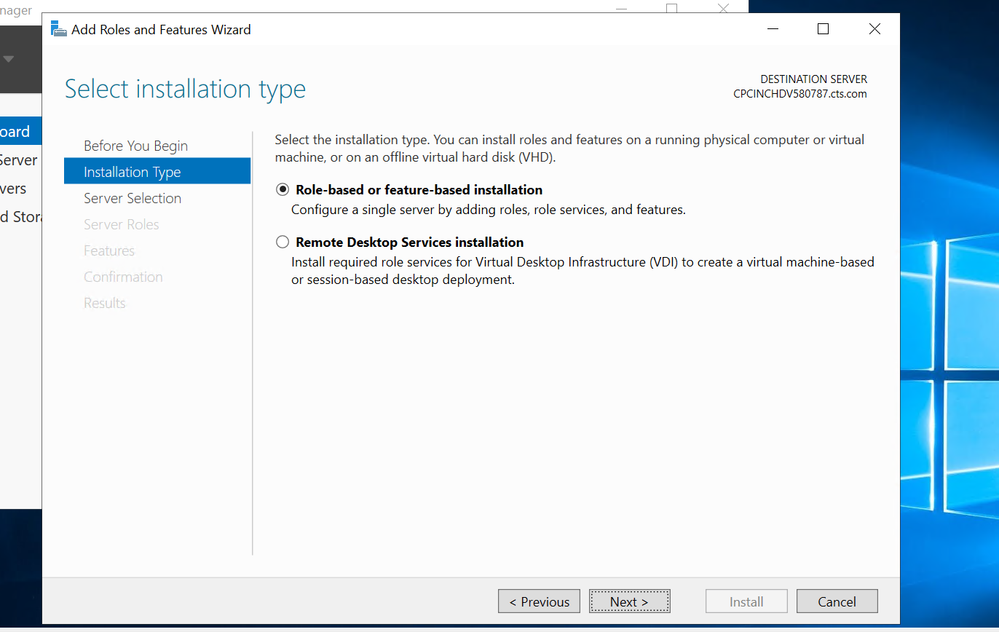 nager
Add Roles and Features Wizard
Select installation type
DESTINATION SERVER
CPCINCHDV580787.cts.com
oard
Server
vers
d Stora
Before You Begin
Installation Type
Server Selection
Server Roles
Features
Confirmation
Results
Select the installation type. You can install roles and features on a running physical computer or virtual
machine, or on an offline virtual hard disk (VHD).
Role-based or feature-based installation
Configure a single server by adding roles, role services, and features.
Remote Desktop Services installation
Install required role services for Virtual Desktop Infrastructure (VDI) to create a virtual machine-based
or session-based desktop deployment.
< Previous
Next >
Install
Cancel